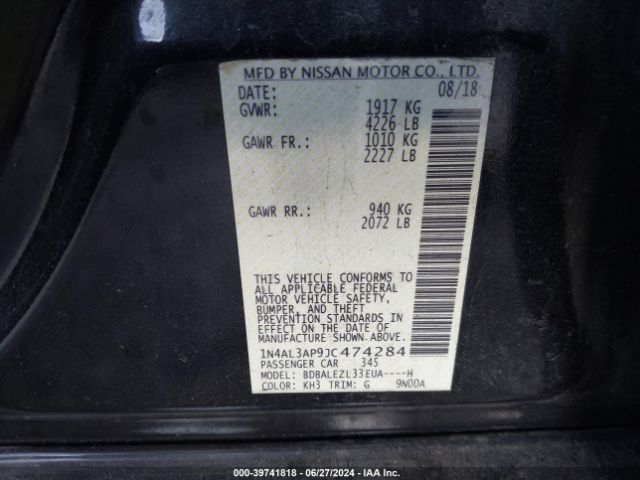 MFD BY NISSAN MOTOR CO., LTD.
DATE: 08/18
GVWR: 1917 KG
4226 LB
GAWR FR.: 1010 KG
2227 LB
GAWR RR.: 940 KG
2072 LB
THIS VEHICLE CONFORMS TO
ALL APPLICABLE FEDERAL
MOTOR VEHICLE SAFETY,
BUMPER, AND THEFT
PREVENTION STANDARDS IN
EFFECT ON THE DATE OF
MANUFACTURE SHOWN ABOVE.
1N4AL3AP9JC474284
PASSENGER CAR 345
MODEL: BDBALEZL33EUA----H
COLOR: KH3 TRIM: G 9N00A
000-39741818 - 06/27/2024 - IAA Inc.